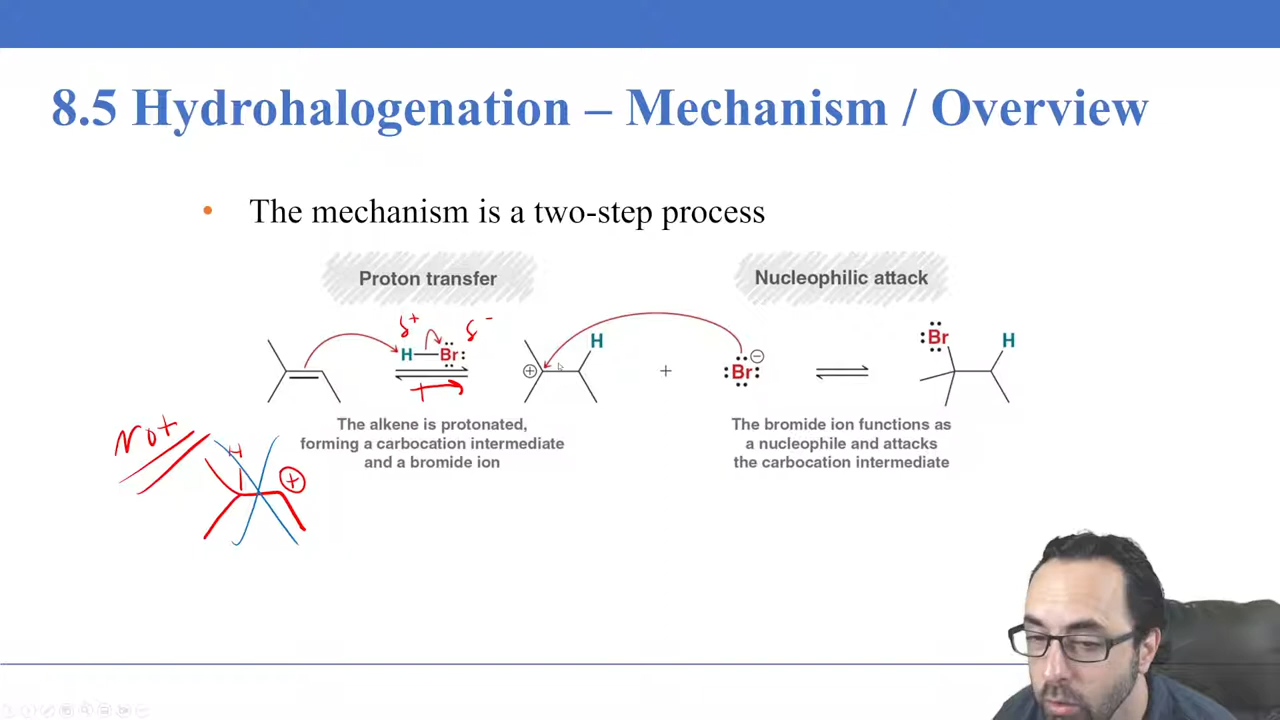 8.5 Hydrohalogenation – Mechanism / Overview
• The mechanism is a two-step process
Proton transfer
Nucleophilic attack
δ+ δ-
H Br
H
⊕
+
Br ⊖
Br H
The alkene is protonated,
forming a carbocation intermediate
and a bromide ion
The bromide ion functions as
a nucleophile and attacks
the carbocation intermediate
Not
H
⊕